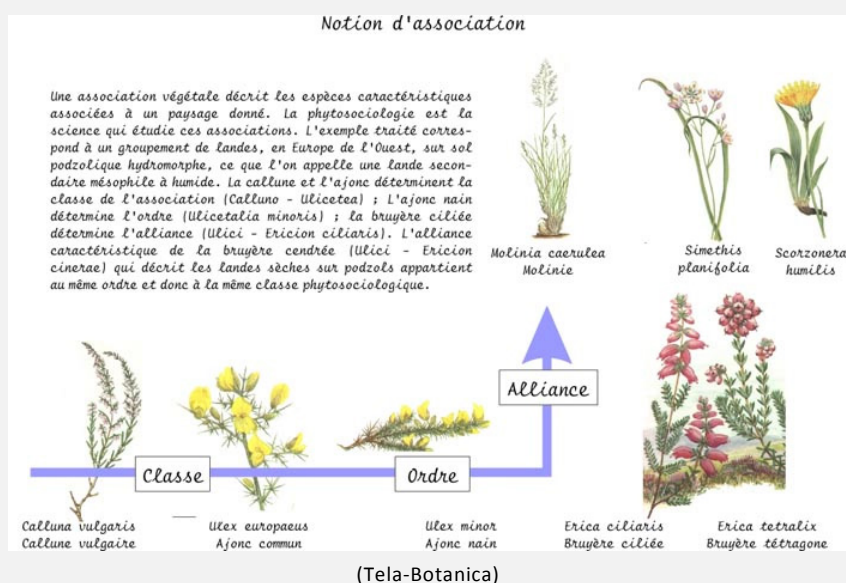 Notion d'association
Une association végétale décrit les espèces caractéristiques
associées à un paysage donné. La phytosociologie est la
science qui étudie ces associations. L'exemple traité corres-
pond à un groupement de landes, en Europe de l'Ouest, sur sol
podzolique hydromorphe, ce que l'on appelle une lande secon-
daire mésophile à humide. La callune et l'ajonc déterminent la
classe de l'association (Calluno - Ulicetea) ; L'ajonc nain
détermine l'ordre (Ulicetalia minoris) ; la bruyère ciliée
détermine l'alliance (Ulici - Ericion ciliaris). L'alliance
caractéristique de la bruyère cendrée (Ulici - Ericion
cinerae) qui décrit les landes sèches sur podzols appartient
au même ordre et donc à la même classe phytosociologique.
Molinia caerulea
Molinie
Simethis
planifolia
Scorzonera
humilis
Alliance
Classe
Ordre
Calluna vulgaris
Callune vulgaire
Ulex europaeus
Ajonc commun
Ulex minor
Ajonc nain
Erica ciliaris
Bruyère ciliée
Erica tetralix
Bruyère tétragone
(Tela-Botanica)